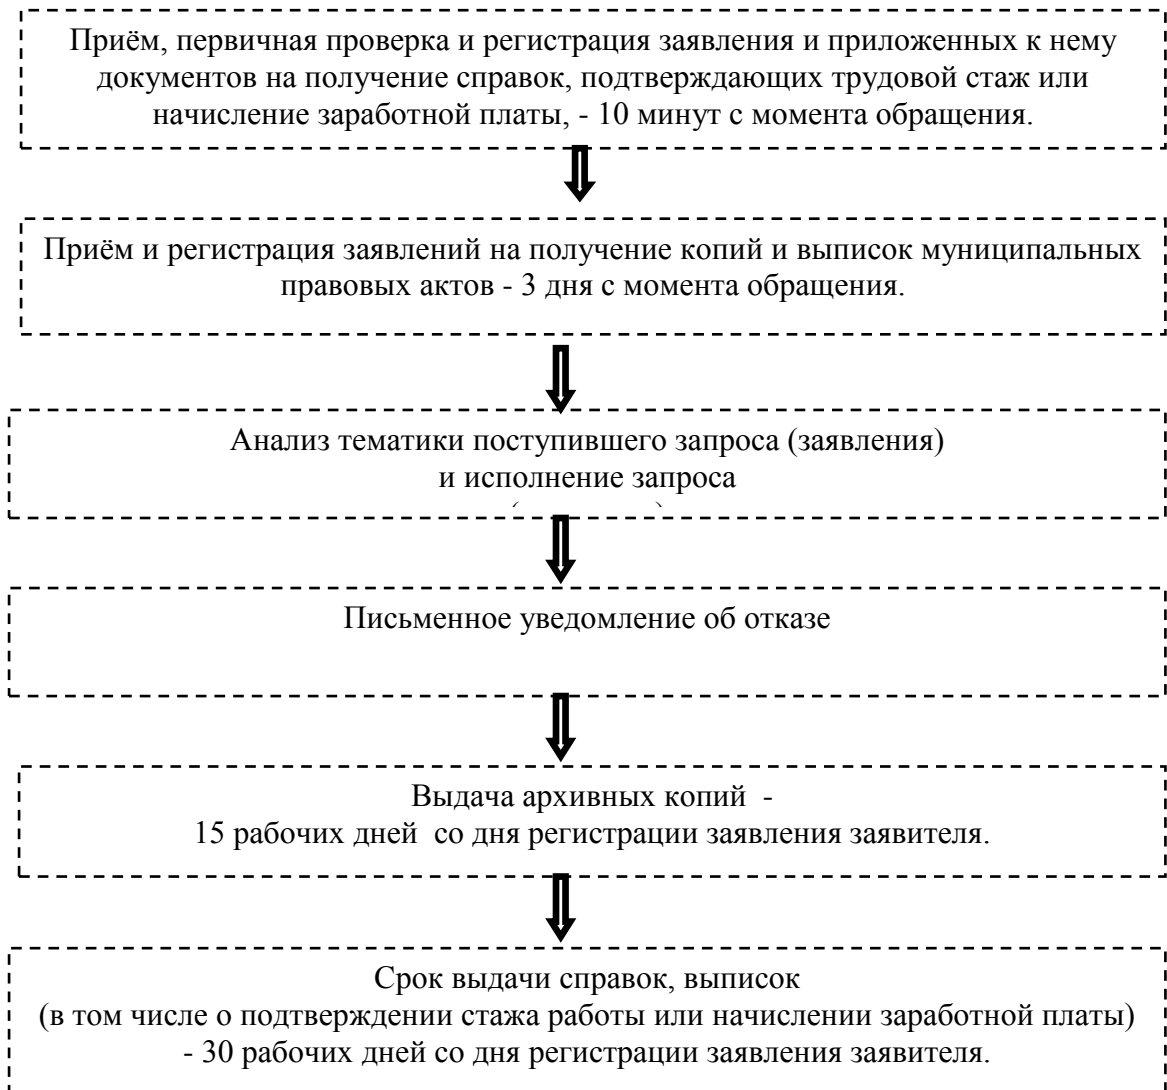 Приём, первичная проверка и регистрация заявления и приложенных к нему
документов на получение справок, подтверждающих трудовой стаж или
начисление заработной платы, - 10 минут с момента обращения.
Приём и регистрация заявлений на получение копий и выписок муниципальных
правовых актов - 3 дня с момента обращения.
Анализ тематики поступившего запроса (заявления)
и исполнение запроса
Письменное уведомление об отказе
Выдача архивных копий -
15 рабочих дней со дня регистрации заявления заявителя.
Срок выдачи справок, выписок
(в том числе о подтверждении стажа работы или начислении заработной платы)
- 30 рабочих дней со дня регистрации заявления заявителя.